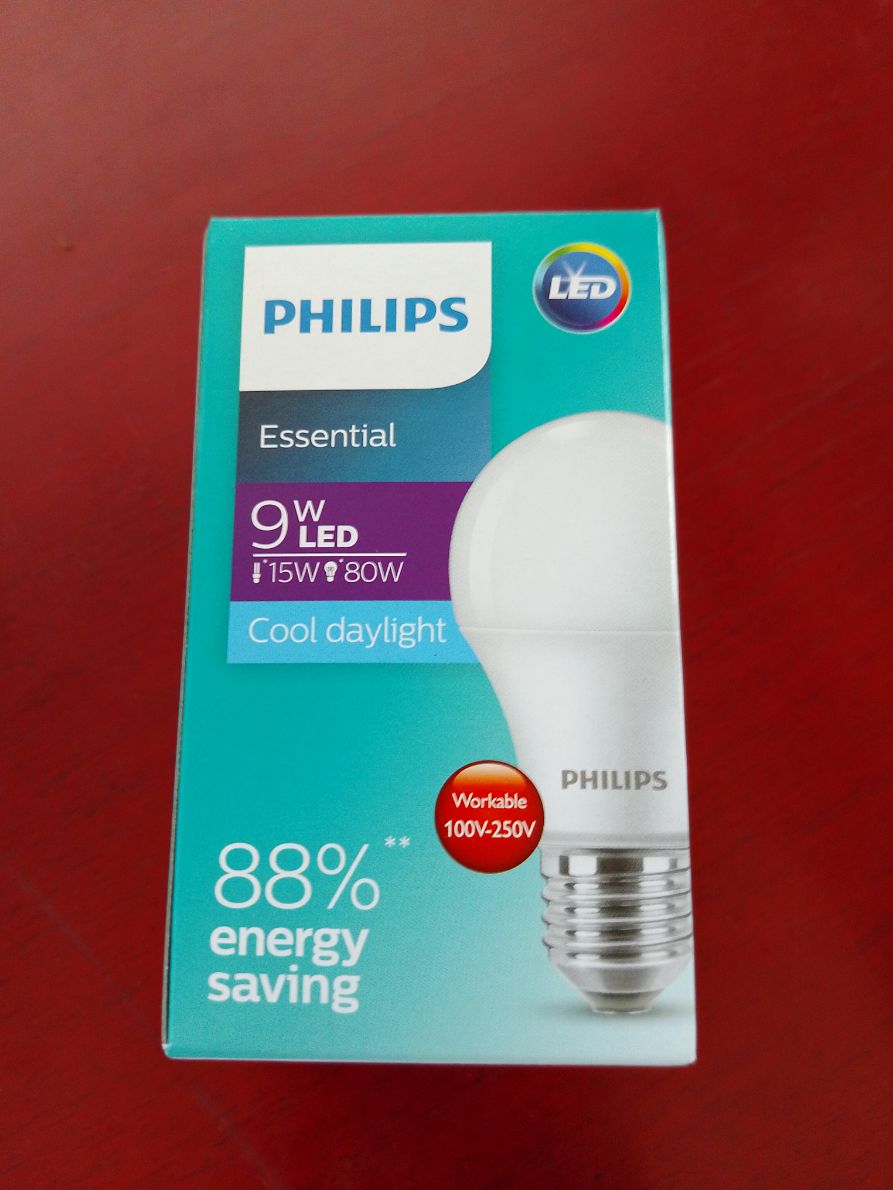 PHILIPS
LED
Essential
9W
LED
*15W *80W
Cool daylight
PHILIPS
Workable
100V-250V
88%**
energy
saving